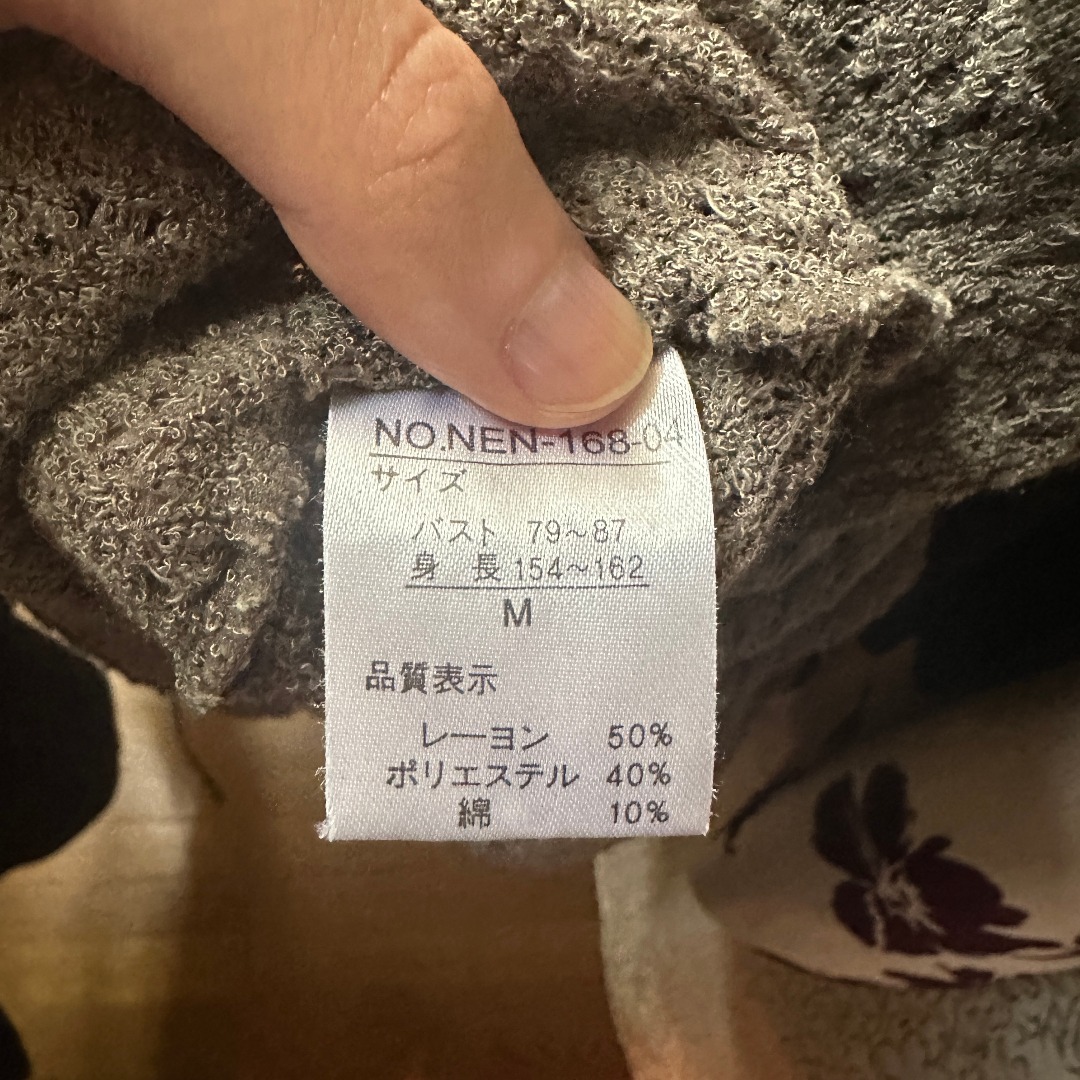 NO.NEN-168-04
サイズ
バスト 79～87
身長 154～162
M
品質表示
レーヨン 50%
ポリエステル 40%
綿 10%